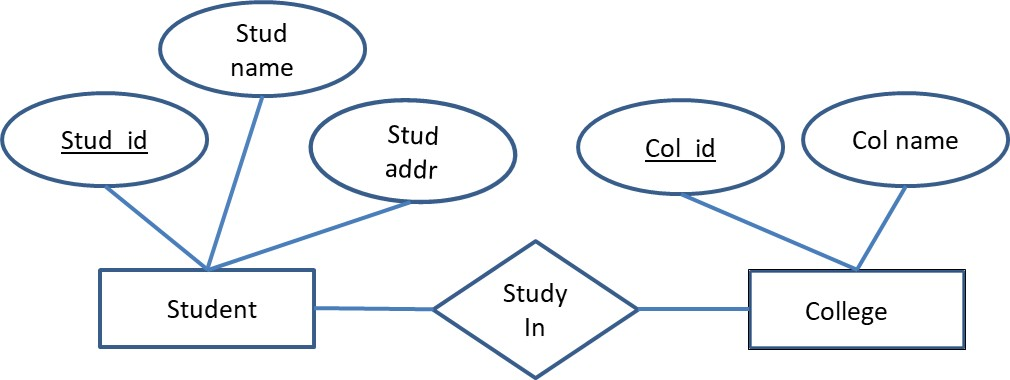 Stud
name
Stud_id
Stud
addr
Col_id
Col name
Student
Study
In
College